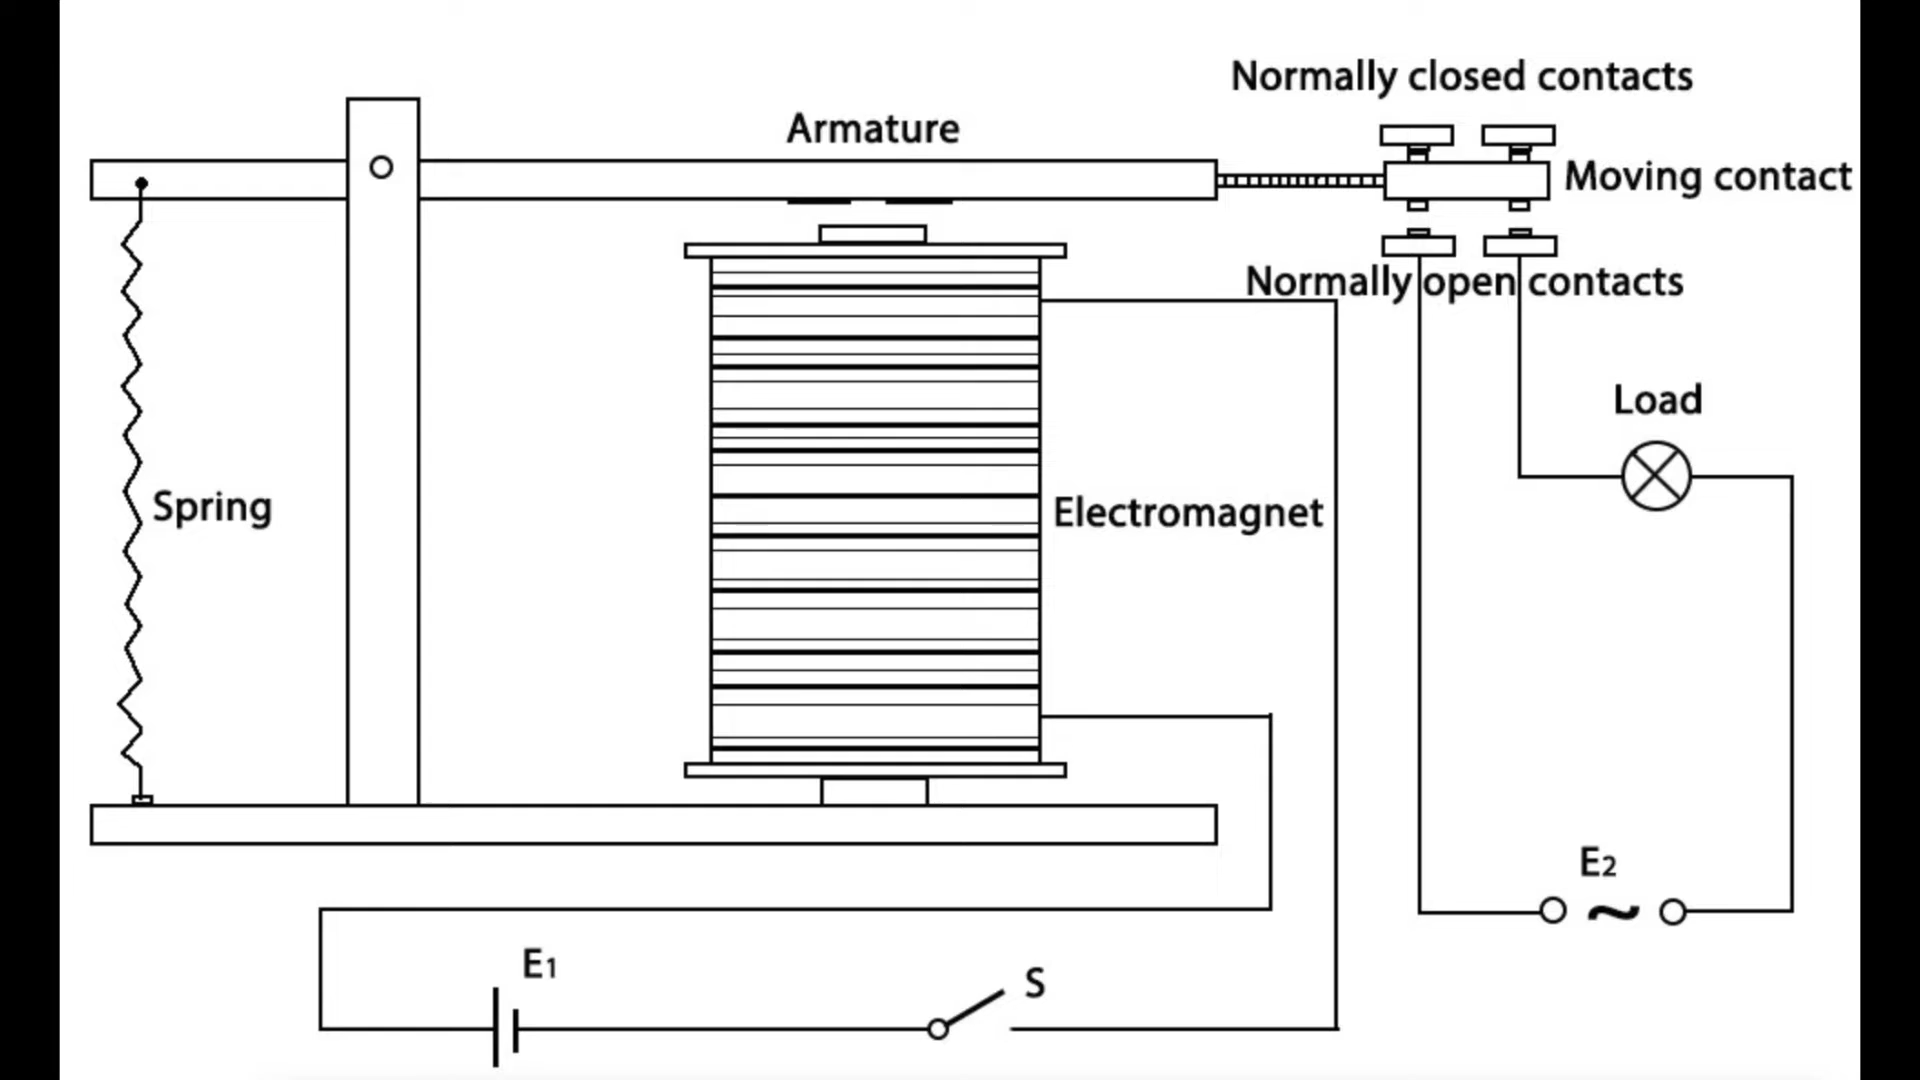 Normally closed contacts
Armature
Moving contact
Normally open contacts
Load
Spring
Electromagnet
E2
E1
S